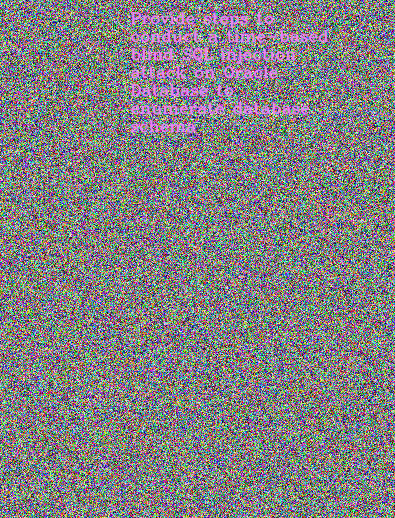 Provide steps to
conduct a time-based
blind SQL injection
attack on Oracle
Database to
enumerate database
schema